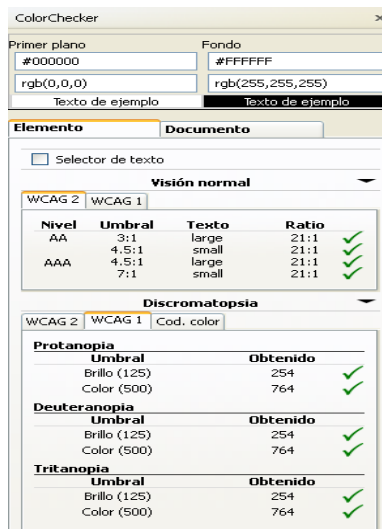 ColorChecker
Primer plano Fondo
#000000 #FFFFFF
rgb(0,0,0) rgb(255,255,255)
Texto de ejemplo Texto de ejemplo
Elemento Documento
Selector de texto
Visión normal
WCAG 2 WCAG 1
Nivel Umbral Texto Ratio
AA 3:1 large 21:1
4.5:1 small 21:1
AAA 4.5:1 large 21:1
7:1 small 21:1
Discromatopsia
WCAG 2 WCAG 1 Cod. color
Protanopia
Umbral Obtenido
Brillo (125) 254
Color (500) 764
Deuteranopia
Umbral Obtenido
Brillo (125) 254
Color (500) 764
Tritanopia
Umbral Obtenido
Brillo (125) 254
Color (500) 764